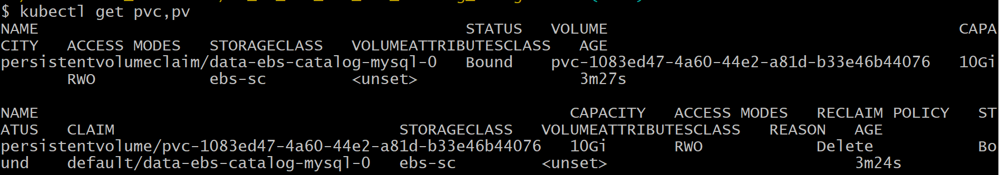 $ kubectl get pvc,pv
NAME                                             STATUS   VOLUME                                     CAPA
CITY   ACCESS MODES   STORAGECLASS   VOLUMEATTRIBUTESCLASS   AGE
persistentvolumeclaim/data-ebs-catalog-mysql-0   Bound    pvc-1083ed47-4a60-44e2-a81d-b33e46b44076   10Gi
       RWO            ebs-sc         <unset>                 3m27s
NAME                                                        CAPACITY   ACCESS MODES   RECLAIM POLICY   ST
ATUS   CLAIM                              STORAGECLASS   VOLUMEATTRIBUTESCLASS   REASON   AGE
persistentvolume/pvc-1083ed47-4a60-44e2-a81d-b33e46b44076   10Gi       RWO            Delete           Bo
und    default/data-ebs-catalog-mysql-0   ebs-sc         <unset>                          3m24s